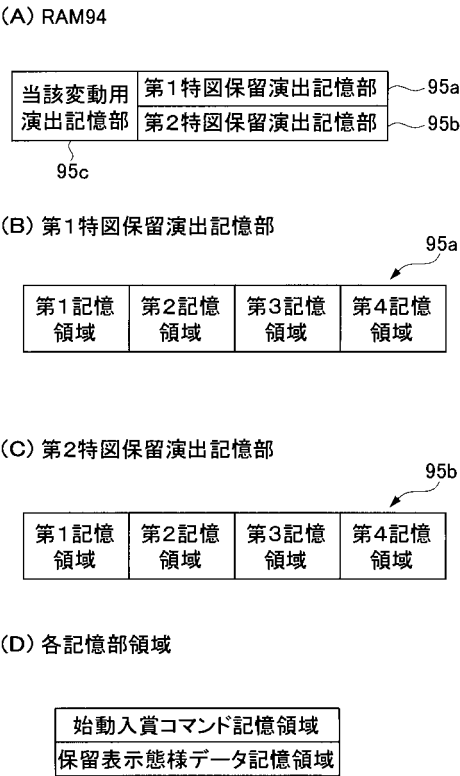 (A) RAM94
当該変動用
演出記憶部
第1特図保留演出記憶部
95a
第2特図保留演出記憶部
95b
95c
(B) 第1特図保留演出記憶部
95a
第1記憶
領域
第2記憶
領域
第3記憶
領域
第4記憶
領域
(C) 第2特図保留演出記憶部
95b
第1記憶
領域
第2記憶
領域
第3記憶
領域
第4記憶
領域
(D) 各記憶部領域
始動入賞コマンド記憶領域
保留表示態様データ記憶領域